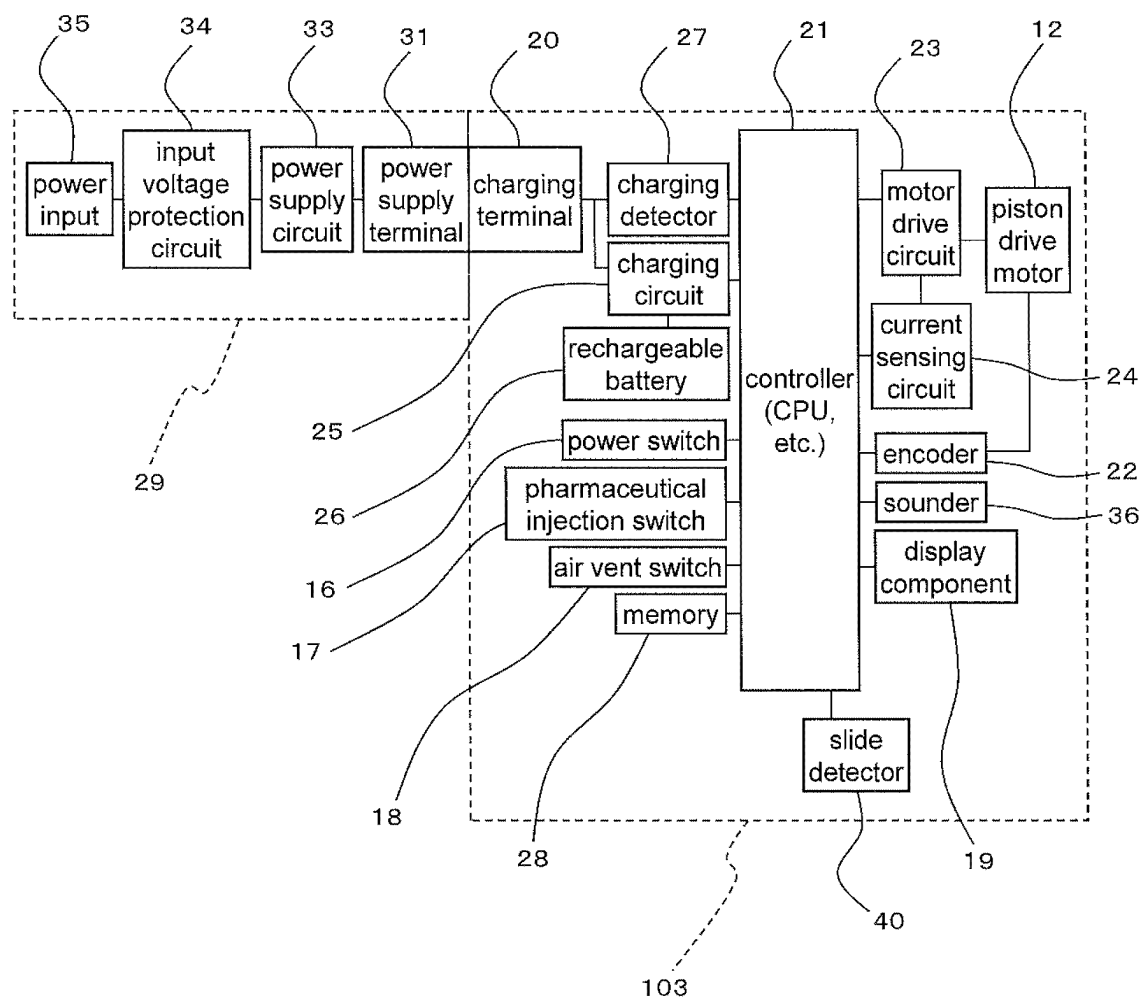 35
34
33
31
20
27
21
23
12
power
input
input
voltage
protection
circuit
power
supply
circuit
power
supply
terminal
charging
terminal
charging
detector
charging
circuit
rechargeable
battery
power switch
pharmaceutical
injection switch
air vent switch
memory
controller
(CPU,
etc.)
motor
drive
circuit
piston
drive
motor
current
sensing
circuit
encoder
sounder
display
component
slide
detector
29
25
26
16
17
18
28
24
22
36
19
40
103